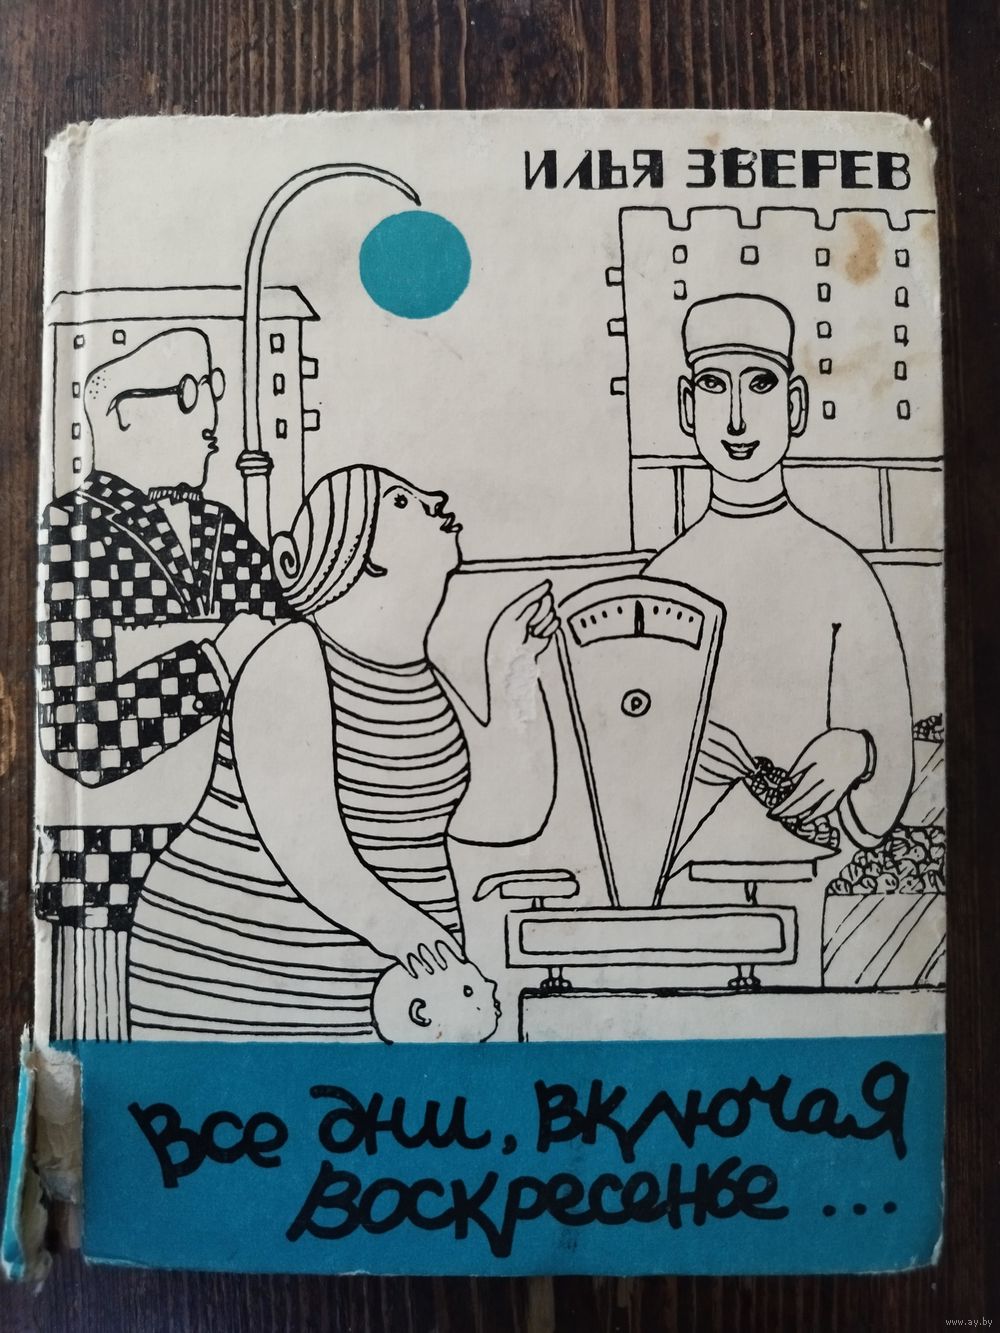 ИЛЬЯ ЗВЕРЕВ
Р
Все дни, включая
воскресенье...
www.ay.by